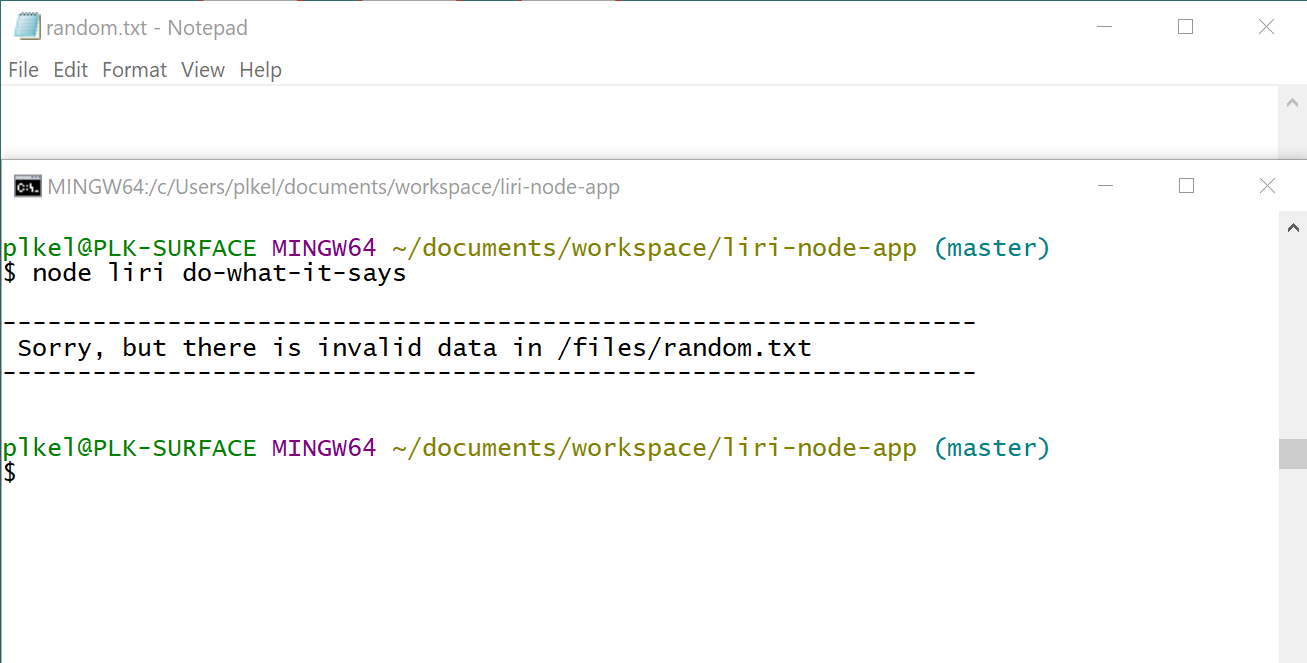 random.txt - Notepad
File Edit Format View Help
MINGW64:/c/Users/plkel/documents/workspace/liri-node-app
plkel@PLK-SURFACE MINGW64 ~/documents/workspace/liri-node-app (master)
$ node liri do-what-it-says
-----------------------------------------------------------------
Sorry, but there is invalid data in /files/random.txt
-----------------------------------------------------------------
plkel@PLK-SURFACE MINGW64 ~/documents/workspace/liri-node-app (master)
$